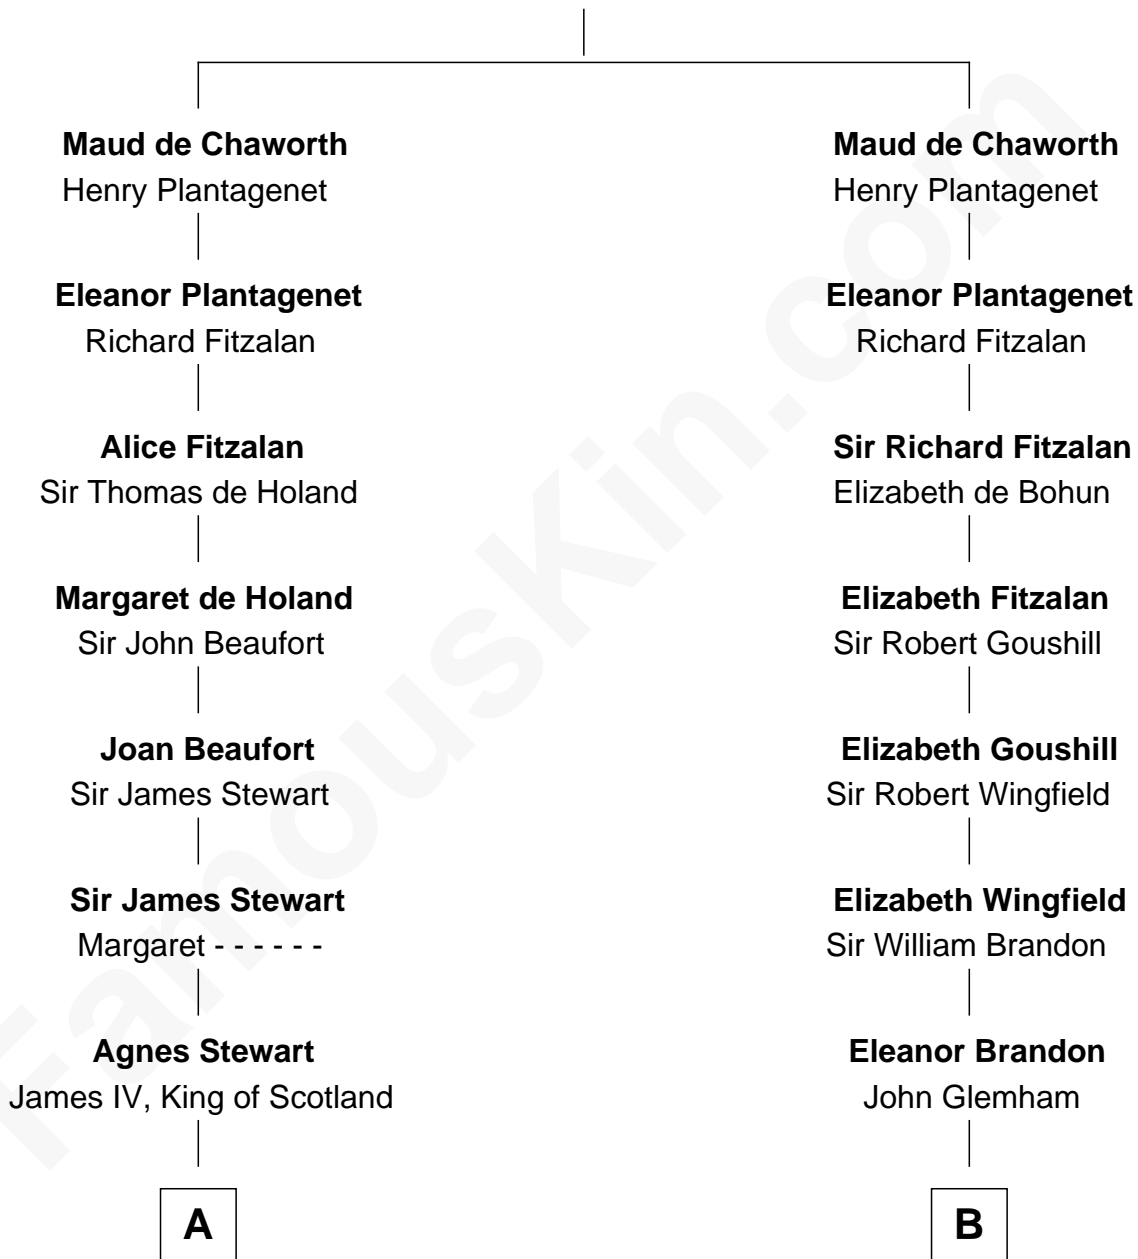 Maud de Chaworth
Henry Plantagenet
Eleanor Plantagenet
Richard Fitzalan
Alice Fitzalan
Sir Thomas de Holand
Margaret de Holand
Sir John Beaufort
Joan Beaufort
Sir James Stewart
Sir James Stewart
Margaret - - - - - -
Agnes Stewart
James IV, King of Scotland
A
Maud de Chaworth
Henry Plantagenet
Eleanor Plantagenet
Richard Fitzalan
Sir Richard Fitzalan
Elizabeth de Bohun
Elizabeth Fitzalan
Sir Robert Goushill
Elizabeth Goushill
Sir Robert Wingfield
Elizabeth Wingfield
Sir William Brandon
Eleanor Brandon
John Glemham
B
FamousKin.com